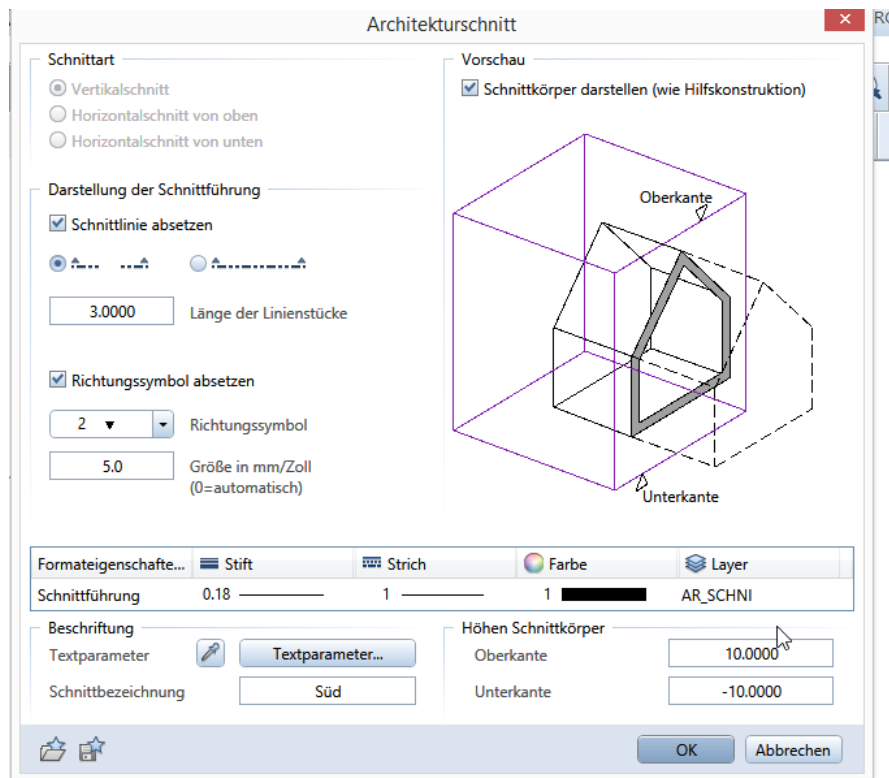 Architekturschnitt
Schnittart
Vertikalschnitt
Horizontalschnitt von oben
Horizontalschnitt von unten
Darstellung der Schnittführung
Schnittlinie absetzen
3.0000 Länge der Linienstücke
Richtungssymbol absetzen
2 Richtungssymbol
5.0 Größe in mm/Zoll
(0=automatisch)
Vorschau
Schnittkörper darstellen (wie Hilfskonstruktion)
Oberkante
Unterkante
Formateigenschafte... Stift Strich Farbe Layer
Schnittführung 0.18 1 1 AR_SCHNI
Beschriftung
Textparameter Textparameter...
Schnittbezeichnung Süd
Höhen Schnittkörper
Oberkante 10.0000
Unterkante -10.0000
OK Abbrechen